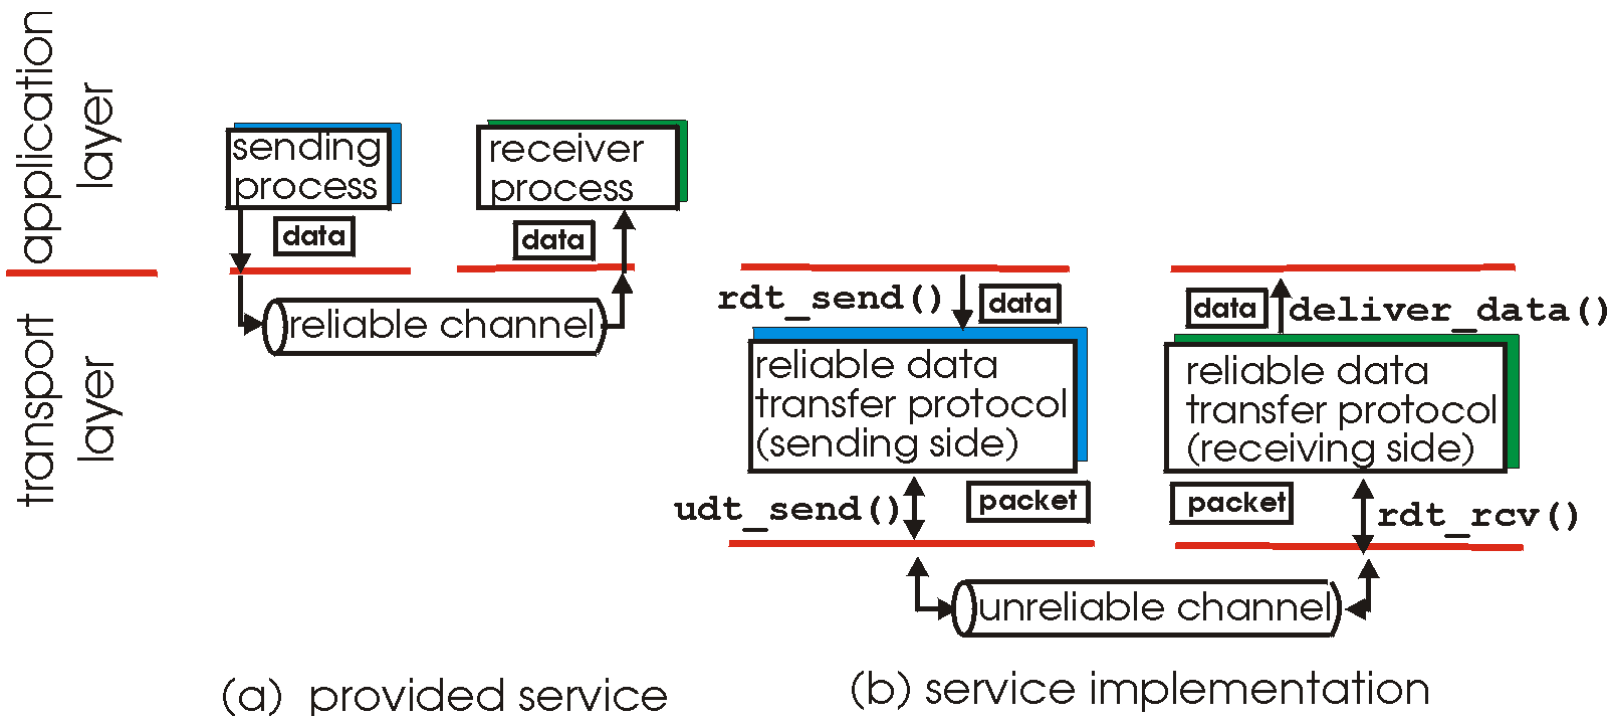 application
layer
transport
layer
sending
process
receiver
process
data
data
reliable channel
(a) provided service
rdt_send()
data
data
deliver_data()
reliable data
transfer protocol
(sending side)
reliable data
transfer protocol
(receiving side)
udt_send()
packet
packet
rdt_rcv()
unreliable channel
(b) service implementation